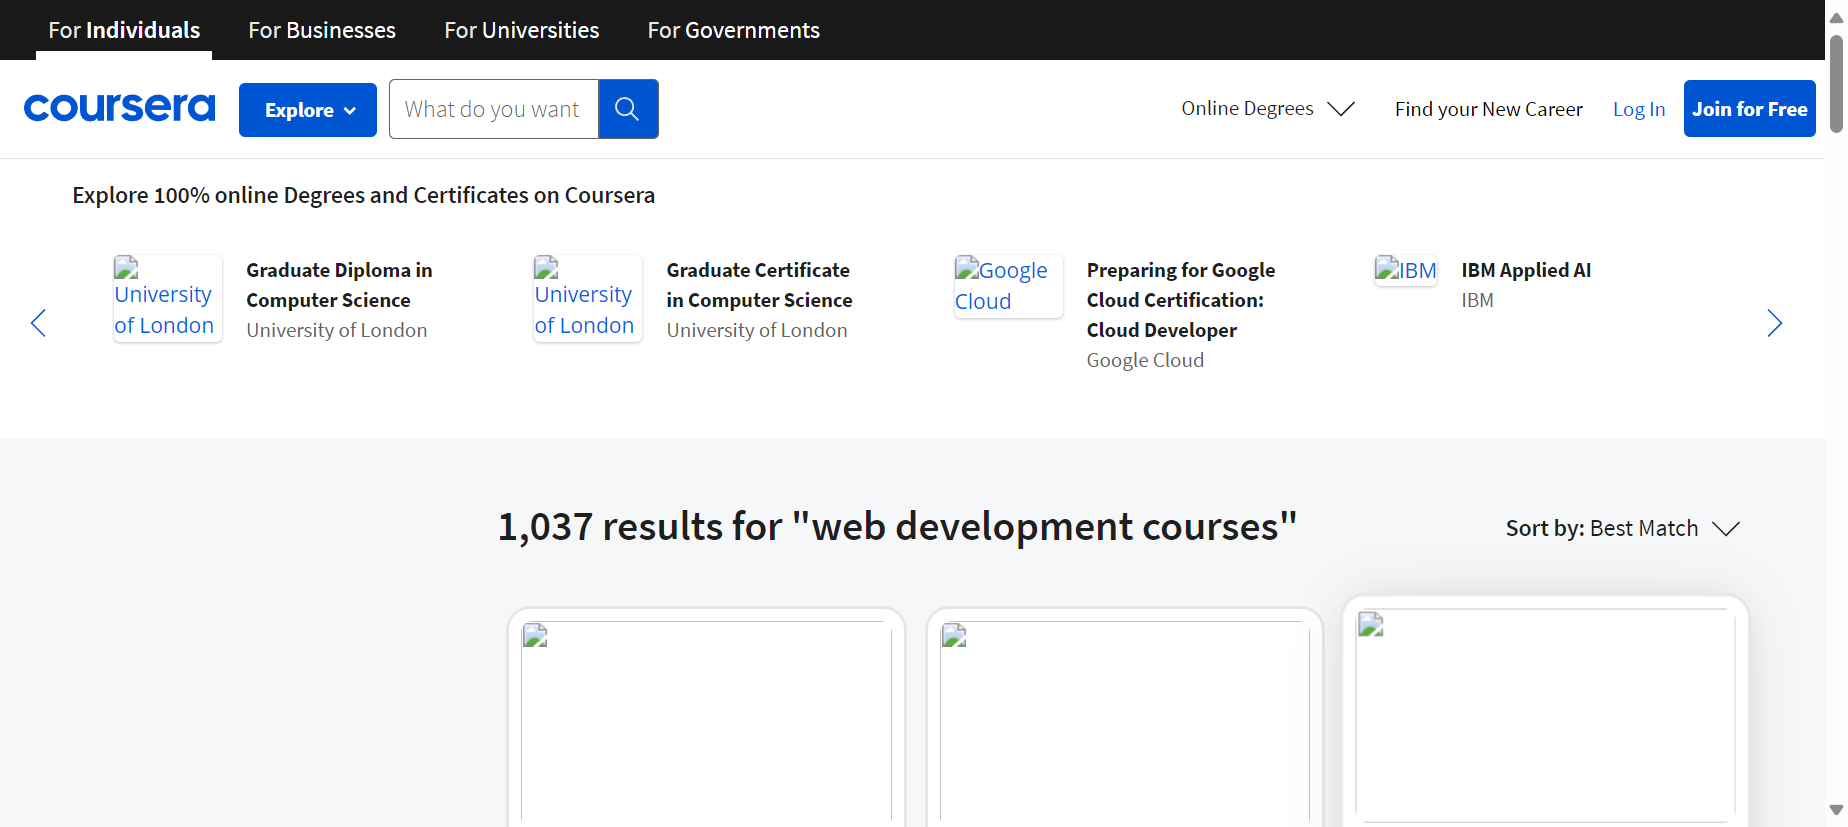 For Individuals
For Businesses
For Universities
For Governments
coursera
Explore
What do you want
Online Degrees
Find your New Career
Log In
Join for Free
Explore 100% online Degrees and Certificates on Coursera
University
of London
Graduate Diploma in
Computer Science
University of London
University
of London
Graduate Certificate
in Computer Science
University of London
Google
Cloud
Preparing for Google
Cloud Certification:
Cloud Developer
Google Cloud
IBM
IBM Applied AI
IBM
1,037 results for "web development courses"
Sort by: Best Match